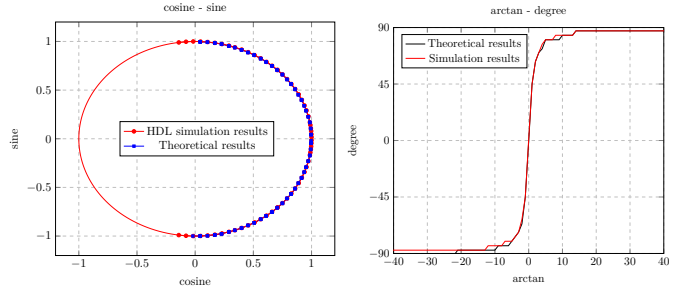 cosine - sine
1
0.5
0
−0.5
−1
sine
HDL simulation results
Theoretical results
−1
−0.5
0
0.5
1
cosine
arctan - degree
90
45
0
-45
-90
degree
Theoretical results
Simulation results
−40
−30
−20
−10
0
10
20
30
40
arctan